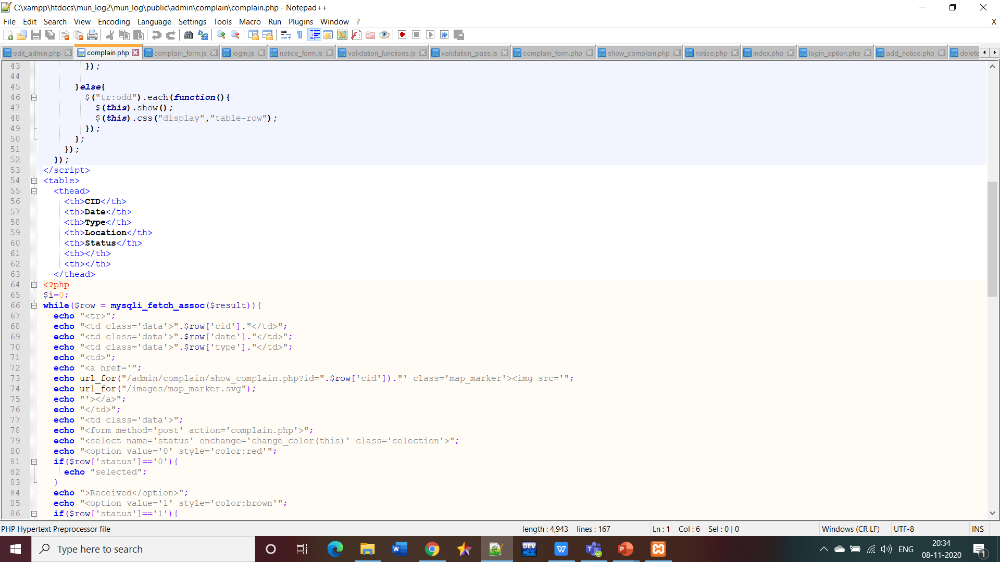 C:\xampp\htdocs\mun_log2\mun_log\public\admin\complain\complain.php - Notepad++
File Edit Search View Encoding Language Settings Tools Macro Run Plugins Window ? X
edit_admin.php complain.php complain_form.js login.js notice_form.js validation_functions.js validation_pass.js complain_form.php show_complain.php notice.php index.php login_option.php add_notice.php delete
43 });
44
45 }else{
46 $("tr:odd").each(function(){
47 $(this).show();
48 $(this).css("display","table-row");
49 });
50 };
51 });
52 });
53 </script>
54 <table>
55 <thead>
56 <th>CID</th>
57 <th>Date</th>
58 <th>Type</th>
59 <th>Location</th>
60 <th>Status</th>
61 <th></th>
62 <th></th>
63 </thead>
64 <?php
65 $i=0;
66 while($row = mysqli_fetch_assoc($result)){
67 echo "<tr>";
68 echo "<td class='data'>".$row['cid']."</td>";
69 echo "<td class='data'>".$row['date']."</td>";
70 echo "<td class='data'>".$row['type']."</td>";
71 echo "<td>";
72 echo "<a href='";
73 echo url_for("/admin/complain/show_complain.php?id=".$row['cid'])."' class='map_marker'><img src='";
74 echo url_for("/images/map_marker.svg");
75 echo "'></a>";
76 echo "</td>";
77 echo "<td class='data'>";
78 echo "<form method='post' action='complain.php'>";
79 echo "<select name='status' onchange='change_color(this)' class='selection'>";
80 echo "<option value='0' style='color:red'";
81 if($row['status']=='0'){
82 echo "selected";
83 }
84 echo ">Received</option>";
85 echo "<option value='1' style='color:brown'";
86 if($row['status']=='1'){
PHP Hypertext Preprocessor file length : 4,943 lines : 167 Ln : 1 Col : 6 Sel : 0 | 0 Windows (CR LF) UTF-8 INS
Type here to search DEV C++ ENG 20:34
08-11-2020 1